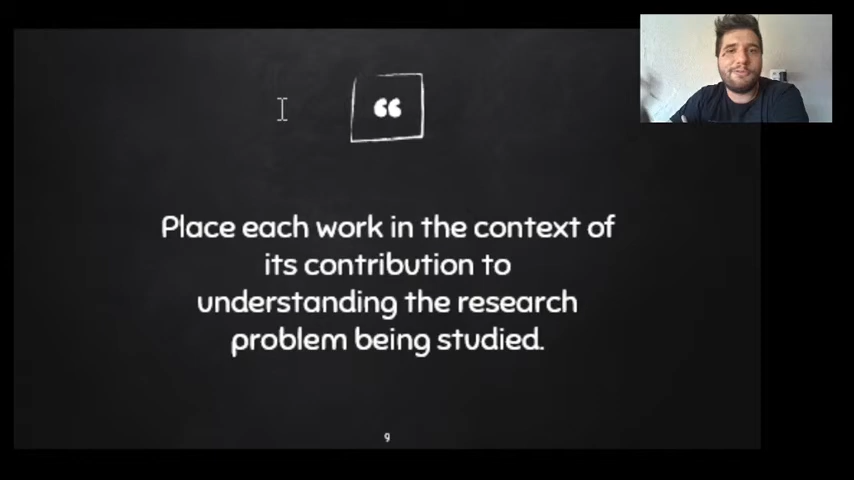 “
Place each work in the context of
its contribution to
understanding the research
problem being studied.
9